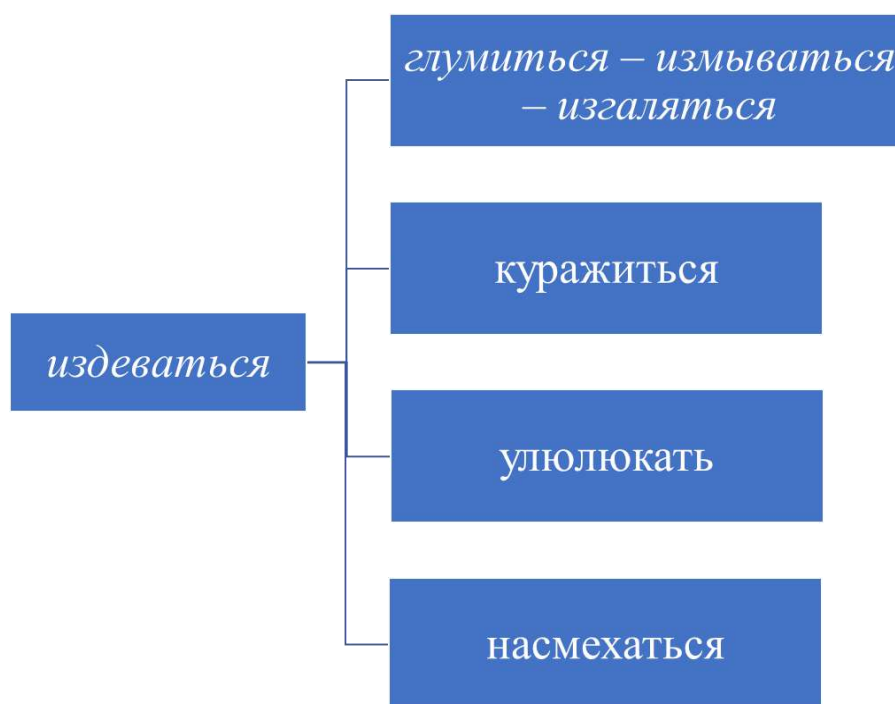 глумиться – измываться
– изгаляться
куражиться
издеваться
улюлюкать
насмехаться